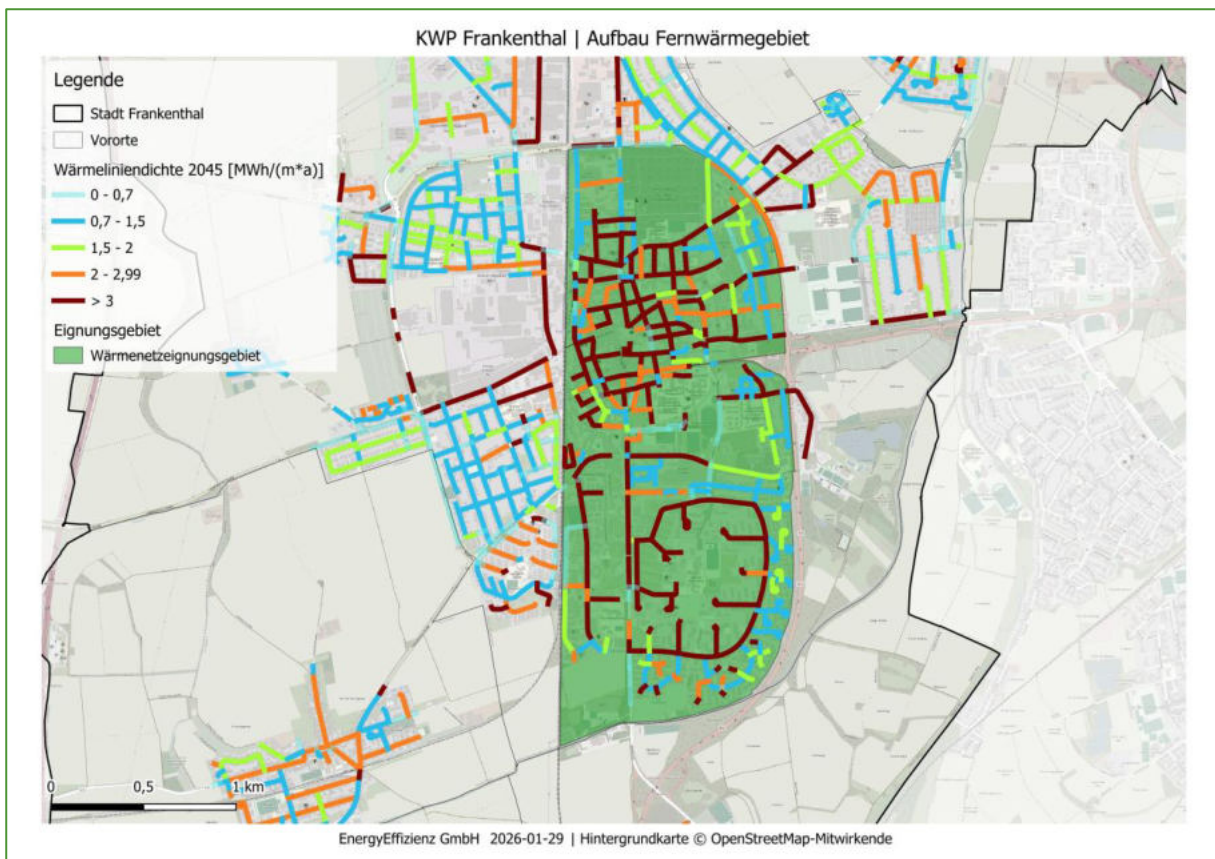 KWP Frankenthal | Aufbau Fernwärmegebiet
Legende
Stadt Frankenthal
Vororte
Wärmeliniendichte 2045 [MWh/(m*a)]
0 - 0,7
0,7 - 1,5
1,5 - 2
2 - 2,99
> 3
Eignungsgebiet
Wärmenetzeignungsgebiet
0 0,5 1 km
EnergyEffizienz GmbH 2026-01-29 | Hintergrundkarte © OpenStreetMap-Mitwirkende